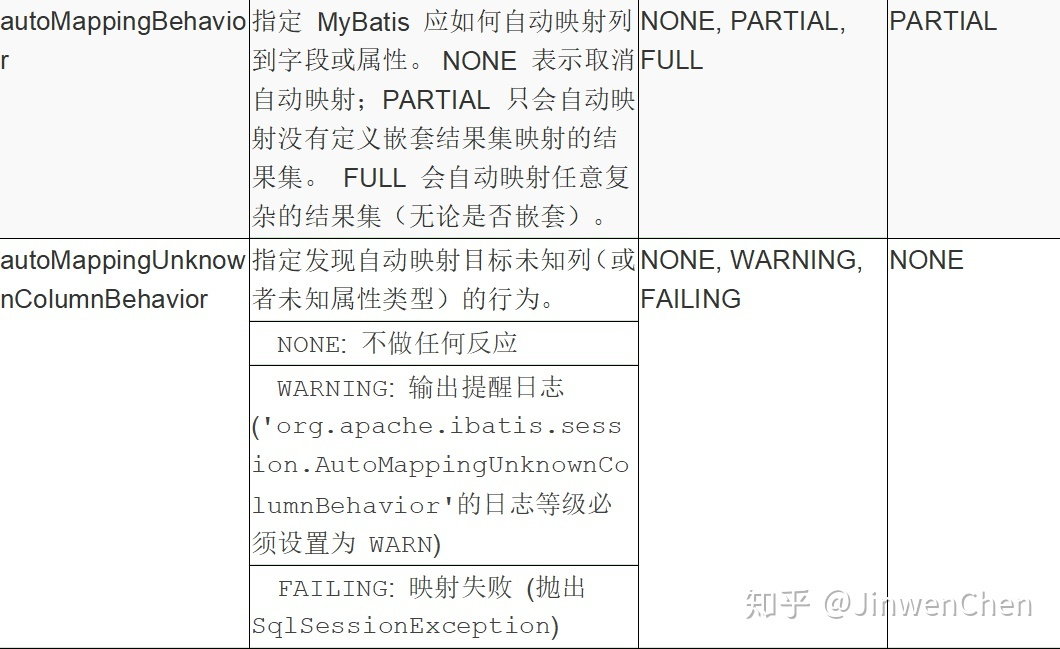 autoMappingBehavio
r
指定 MyBatis 应如何自动映射列
到字段或属性。 NONE 表示取消
自动映射；PARTIAL 只会自动映
射没有定义嵌套结果集映射的结
果集。 FULL 会自动映射任意复
杂的结果集（无论是否嵌套）。
NONE, PARTIAL,
FULL
PARTIAL
autoMappingUnknow
nColumnBehavior
指定发现自动映射目标未知列（或
者未知属性类型）的行为。
NONE: 不做任何反应
WARNING: 输出提醒日志
('org.apache.ibatis.sess
ion.AutoMappingUnknownCo
lumnBehavior'的日志等级必
须设置为 WARN)
FAILING: 映射失败 (抛出
SqlSessionException)
NONE, WARNING,
FAILING
NONE
知乎 @JinwenChen